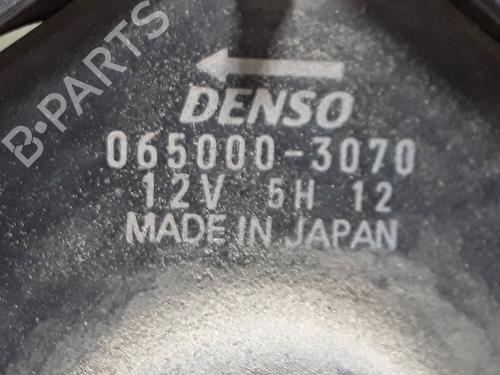 DENSO
065000-3070
12V 5H 12
MADE IN JAPAN
B-PARTS